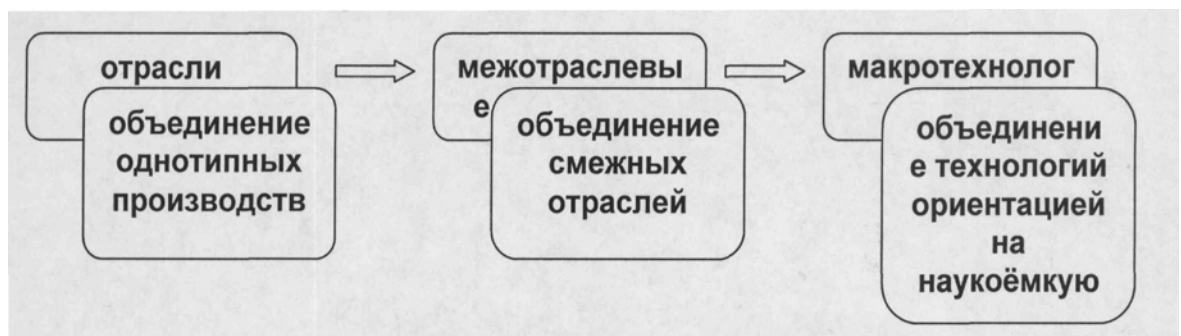 отрасли
объединение
однотипных
производств
межотраслевы
е
объединение
смежных
отраслей
макротехнолог
объединени
е технологий
ориентацией
на
наукоёмкую